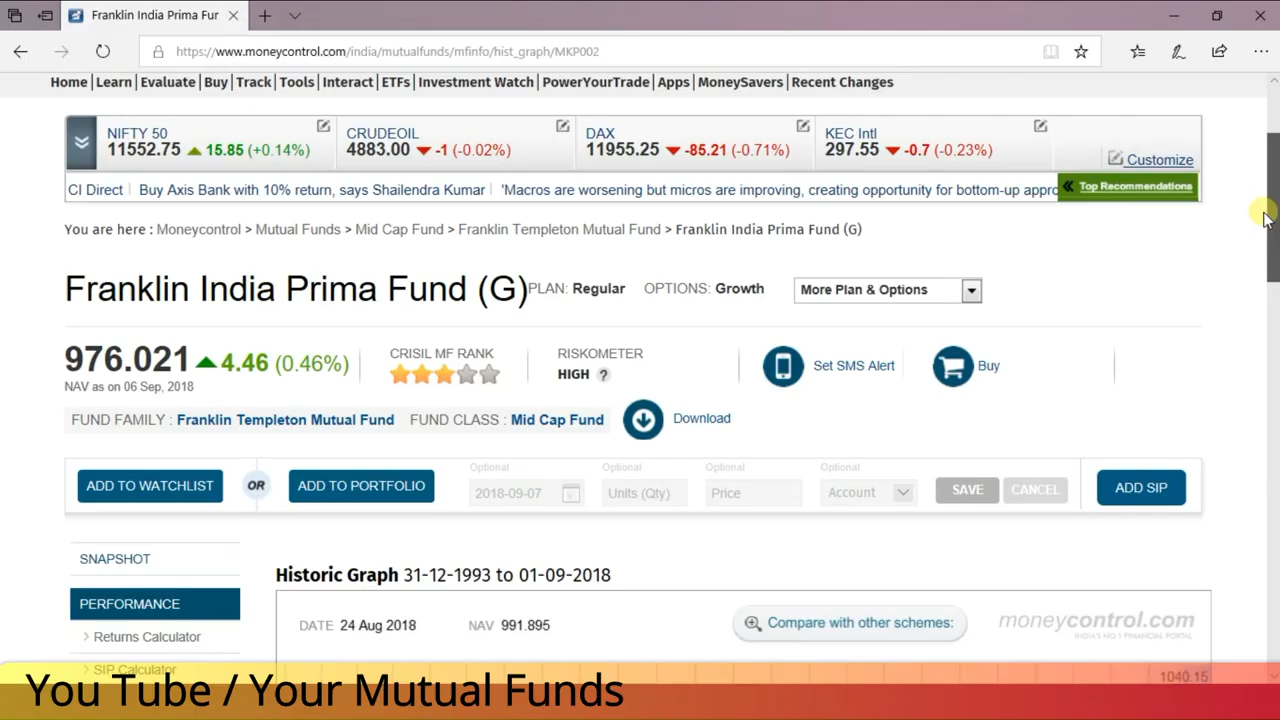 Franklin India Prima Fur
https://www.moneycontrol.com/india/mutualfunds/mfinfo/hist_graph/MKP002
Home | Learn | Evaluate | Buy | Track | Tools | Interact | ETFs | Investment Watch | PowerYourTrade | Apps | MoneySavers | Recent Changes
NIFTY 50 CRUDEOIL DAX KEC Intl
11552.75 15.85 (+0.14%) 4883.00 -1 (-0.02%) 11955.25 -85.21 (-0.71%) 297.55 -0.7 (-0.23%)
Customize
CI Direct | Buy Axis Bank with 10% return, says Shailendra Kumar | 'Macros are worsening but micros are improving, creating opportunity for bottom-up appro
Top Recommendations
You are here : Moneycontrol > Mutual Funds > Mid Cap Fund > Franklin Templeton Mutual Fund > Franklin India Prima Fund (G)
Franklin India Prima Fund (G) PLAN: Regular OPTIONS: Growth More Plan & Options
976.021 4.46 (0.46%)
NAV as on 06 Sep, 2018
CRISIL MF RANK
RISKOMETER
HIGH ?
Set SMS Alert
Buy
FUND FAMILY : Franklin Templeton Mutual Fund FUND CLASS : Mid Cap Fund Download
ADD TO WATCHLIST OR ADD TO PORTFOLIO
Optional Optional Optional Optional
2018-09-07 Units (Qty) Price Account SAVE CANCEL ADD SIP
SNAPSHOT
PERFORMANCE
> Returns Calculator
> SIP Calculator
Historic Graph 31-12-1993 to 01-09-2018
DATE 24 Aug 2018 NAV 991.895 Compare with other schemes:
moneycontrol.com
INDIA'S NO.1 FINANCIAL PORTAL
1040.15
You Tube / Your Mutual Funds